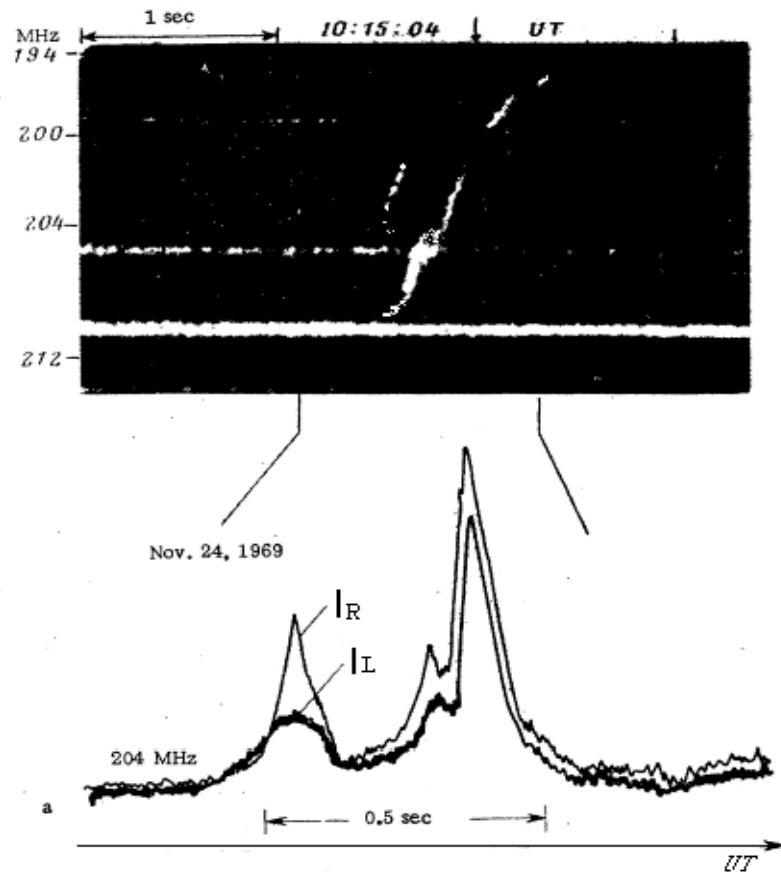 1 sec
MHz 10:15:04 UT
194
200
204
212
Nov. 24, 1969
IR
IL
204 MHz
a
0.5 sec
UT